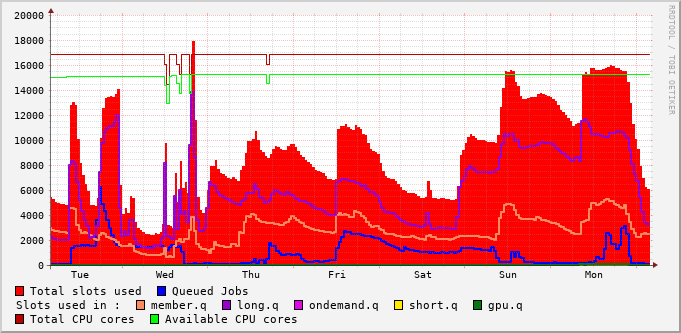 RRDTOOL / TOBI OETIKER
20000
18000
16000
14000
12000
10000
8000
6000
4000
2000
0
Tue Wed Thu Fri Sat Sun Mon
Total slots used Queued Jobs
Slots used in : member.q long.q ondemand.q short.q gpu.q
Total CPU cores Available CPU cores